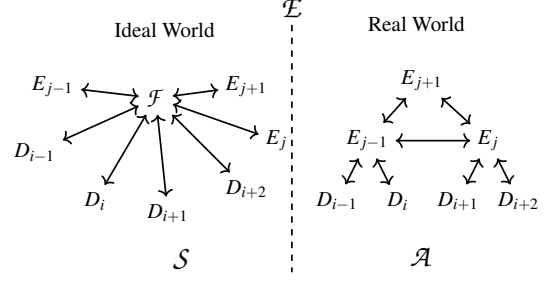 ℰ
Ideal World
Real World
E_{j−1}
ℱ
E_{j+1}
E_{j+1}
D_{i−1}
E_j
E_{j−1}
E_j
D_i
D_{i+1}
D_{i+2}
D_{i−1}
D_i
D_{i+1}
D_{i+2}
𝒮
𝒜